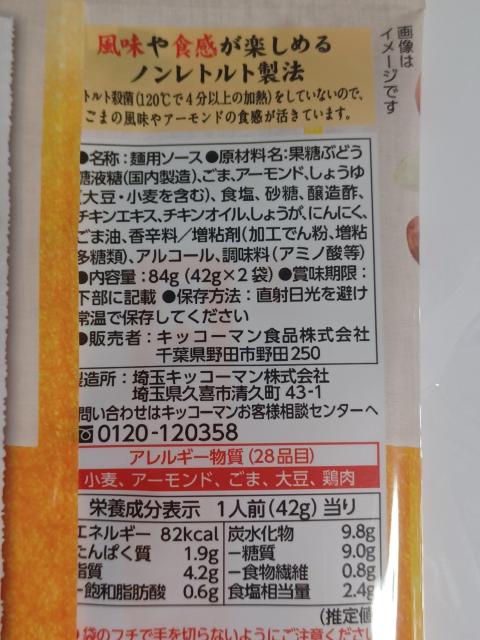 風味や食感が楽しめる
ノンレトルト製法
トルト殺菌(120℃で4分以上の加熱)をしていないので、
ごまの風味やアーモンドの食感が活きています。
画像は
イメージです
●名称:麺用ソース ●原材料名:果糖ぶどう
糖液糖(国内製造)、ごま、アーモンド、しょうゆ
(大豆・小麦を含む)、食塩、砂糖、醸造酢、
チキンエキス、チキンオイル、しょうが、にんにく、
ごま油、香辛料/増粘剤(加工でん粉、増粘
多糖類)、アルコール、調味料(アミノ酸等)
●内容量:84g(42g×2袋) ●賞味期限:
下部に記載 ●保存方法:直射日光を避け
常温で保存してください
●販売者:キッコーマン食品株式会社
千葉県野田市野田250
製造所:埼玉キッコーマン株式会社
埼玉県久喜市清久町43-1
問い合わせはキッコーマンお客様相談センターへ
☎0120-120358
アレルギー物質(28品目)
小麦、アーモンド、ごま、大豆、鶏肉
栄養成分表示 1人前(42g)当り
エネルギー 82kcal 炭水化物 9.8g
たんぱく質 1.9g −糖質 9.0g
脂質 4.2g −食物繊維 0.8g
−飽和脂肪酸 0.6g 食塩相当量 2.4g
(推定値
袋のフチで手を切らないようにご注意くださ